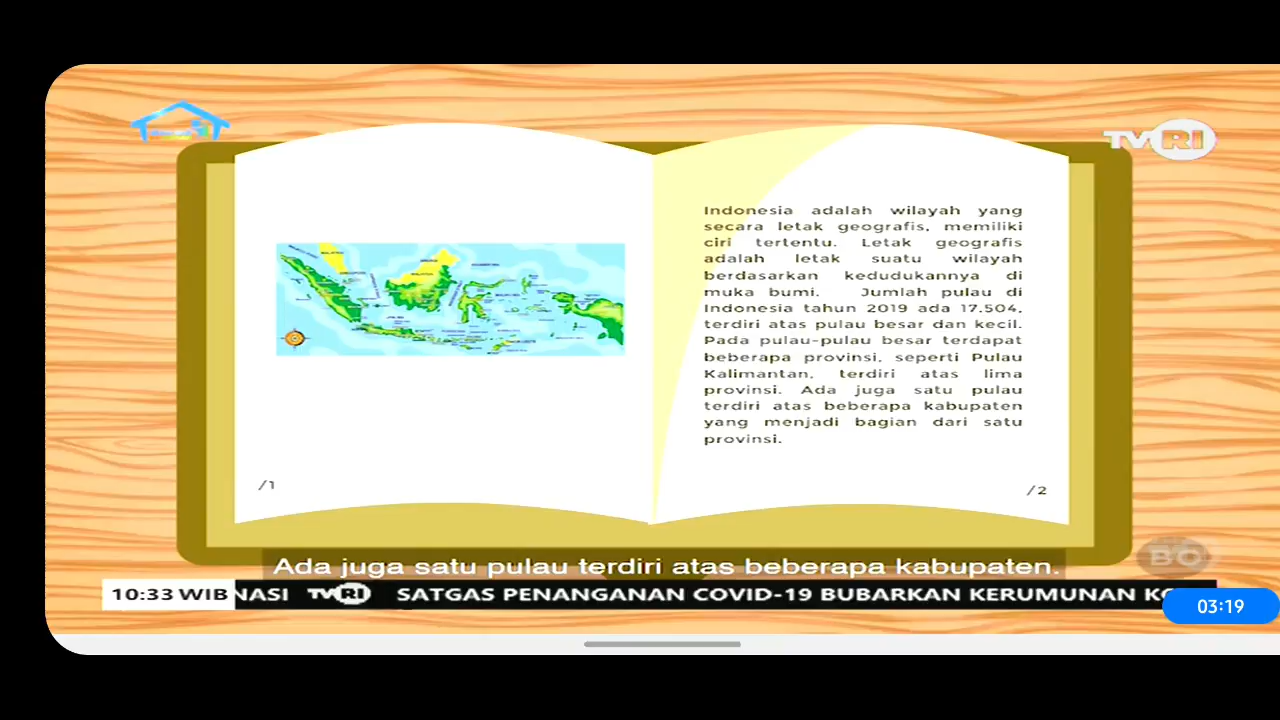 TVRI
Indonesia adalah wilayah yang
secara letak geografis, memiliki
ciri tertentu. Letak geografis
adalah letak suatu wilayah
berdasarkan kedudukannya di
muka bumi. Jumlah pulau di
Indonesia tahun 2019 ada 17.504,
terdiri atas pulau besar dan kecil.
Pada pulau-pulau besar terdapat
beberapa provinsi, seperti Pulau
Kalimantan, terdiri atas lima
provinsi. Ada juga satu pulau
terdiri atas beberapa kabupaten
yang menjadi bagian dari satu
provinsi.
/1
/2
BO
Ada juga satu pulau terdiri atas beberapa kabupaten.
10:33 WIB NASI TVRI SATGAS PENANGANAN COVID-19 BUBARKAN KERUMUNAN
03:19